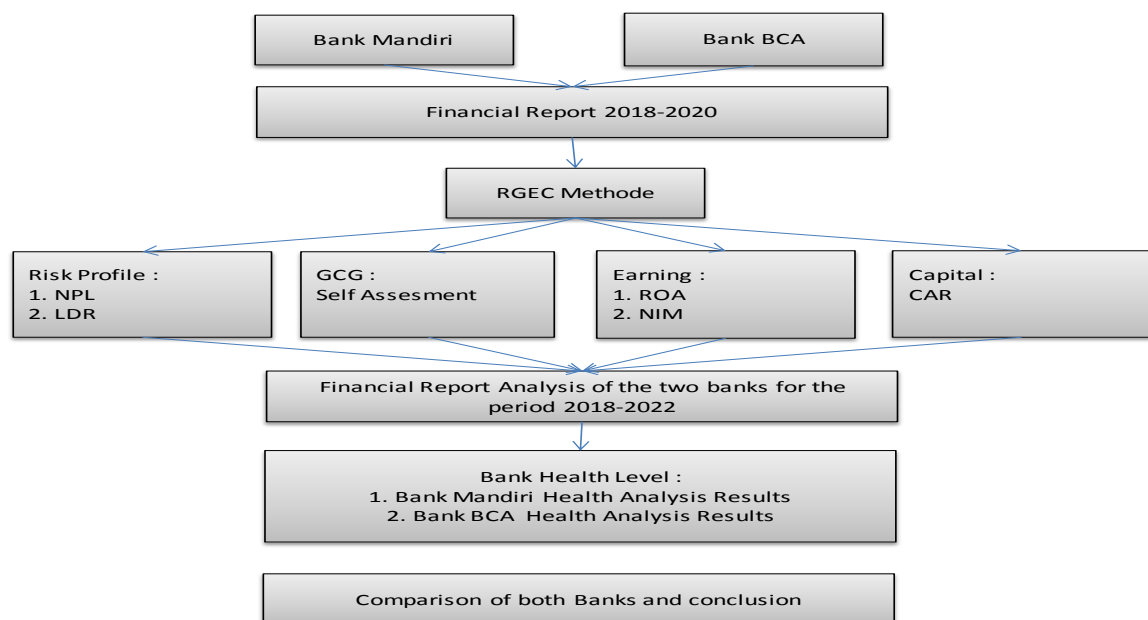 Bank Mandiri
Bank BCA
Financial Report 2018-2020
RGEC Methode
Risk Profile :
1. NPL
2. LDR
GCG :
Self Assesment
Earning :
1. ROA
2. NIM
Capital :
CAR
Financial Report Analysis of the two banks for the
period 2018-2022
Bank Health Level :
1. Bank Mandiri Health Analysis Results
2. Bank BCA Health Analysis Results
Comparison of both Banks and conclusion